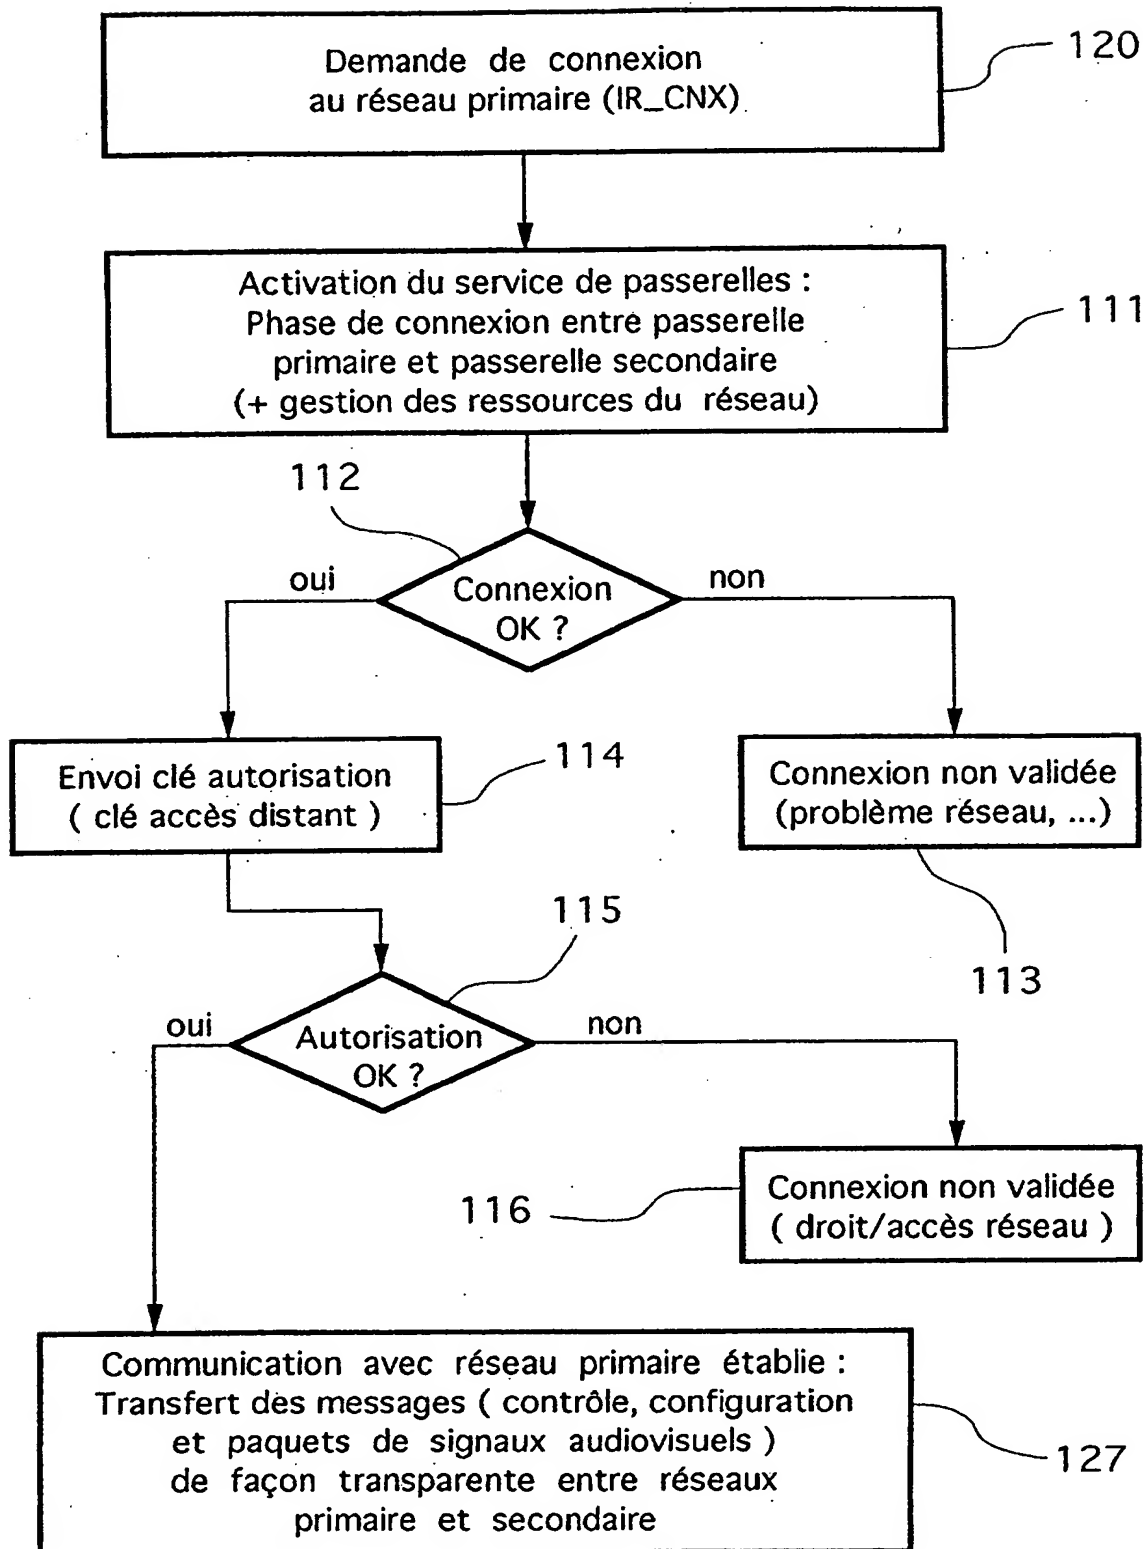 Demande de connexion
au réseau primaire (IR_CNX)
120
Activation du service de passerelles :
Phase de connexion entre passerelle
primaire et passerelle secondaire
(+ gestion des ressources du réseau)
111
112
oui
Connexion
OK ?
non
Envoi clé autorisation
( clé accès distant )
114
Connexion non validée
(problème réseau, ...)
113
115
oui
Autorisation
OK ?
non
116
Connexion non validée
( droit/accès réseau )
Communication avec réseau primaire établie :
Transfert des messages ( contrôle, configuration
et paquets de signaux audiovisuels )
de façon transparente entre réseaux
primaire et secondaire
127